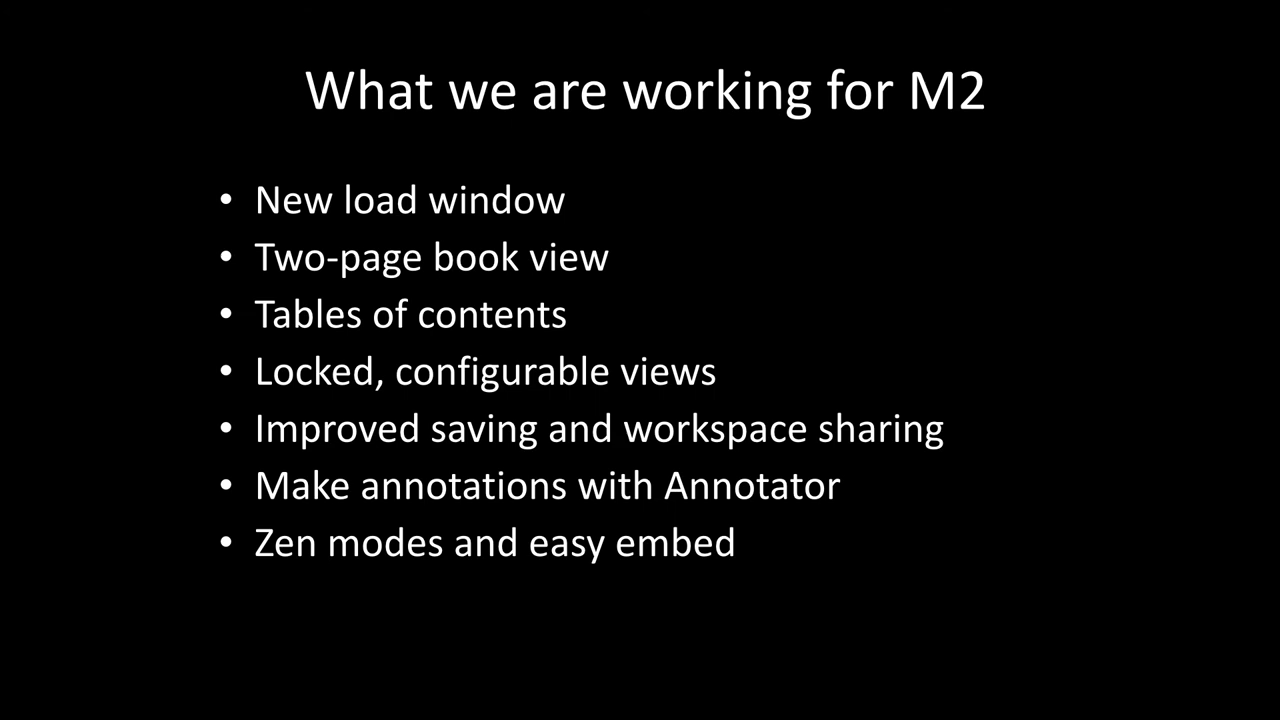 What we are working for M2
• New load window
• Two-page book view
• Tables of contents
• Locked, configurable views
• Improved saving and workspace sharing
• Make annotations with Annotator
• Zen modes and easy embed